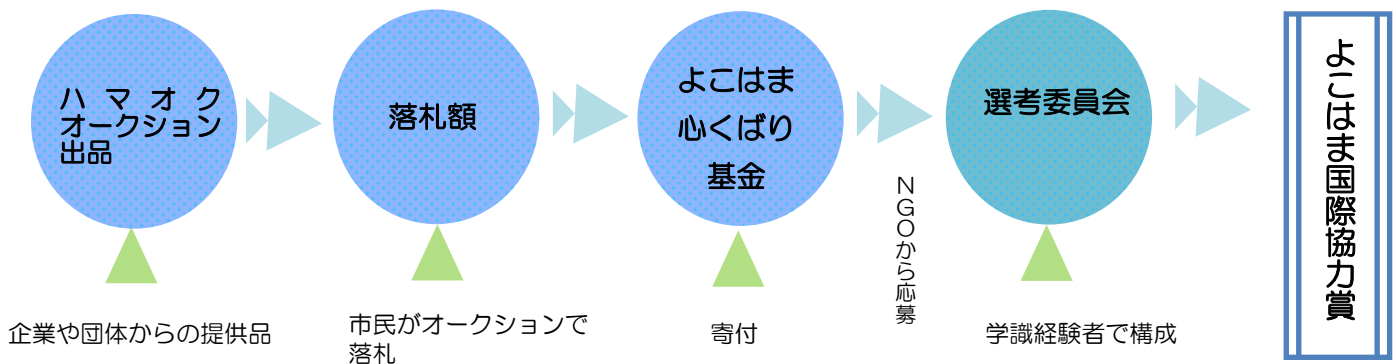 ハマオク
オークション
出品
落札額
よこはま
心くばり
基金
NGOから応募
選考委員会
よこはま国際協力賞
企業や団体からの提供品
市民がオークションで
落札
寄付
学識経験者で構成